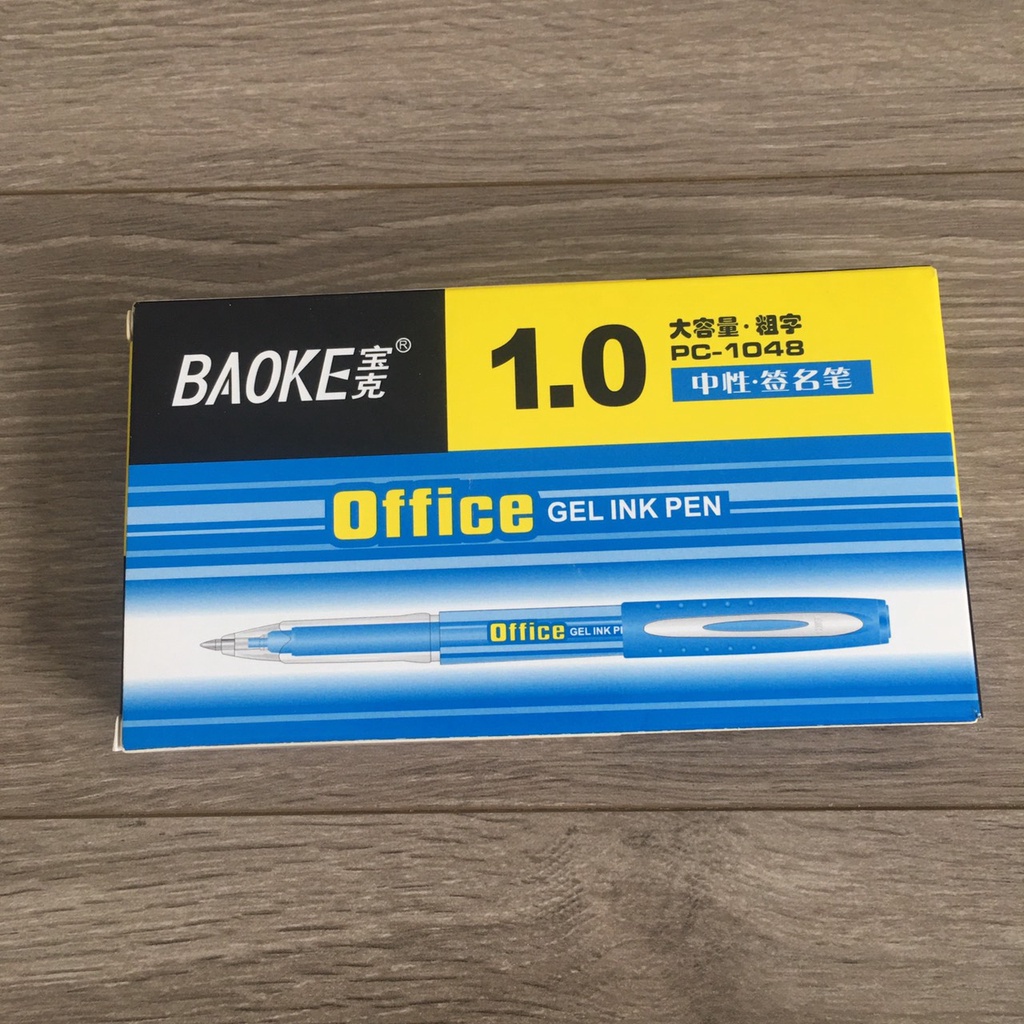 BAOKE宝克®
1.0
大容量·粗字
PC-1048
中性·签名笔
Office GEL INK PEN
Office GEL INK P